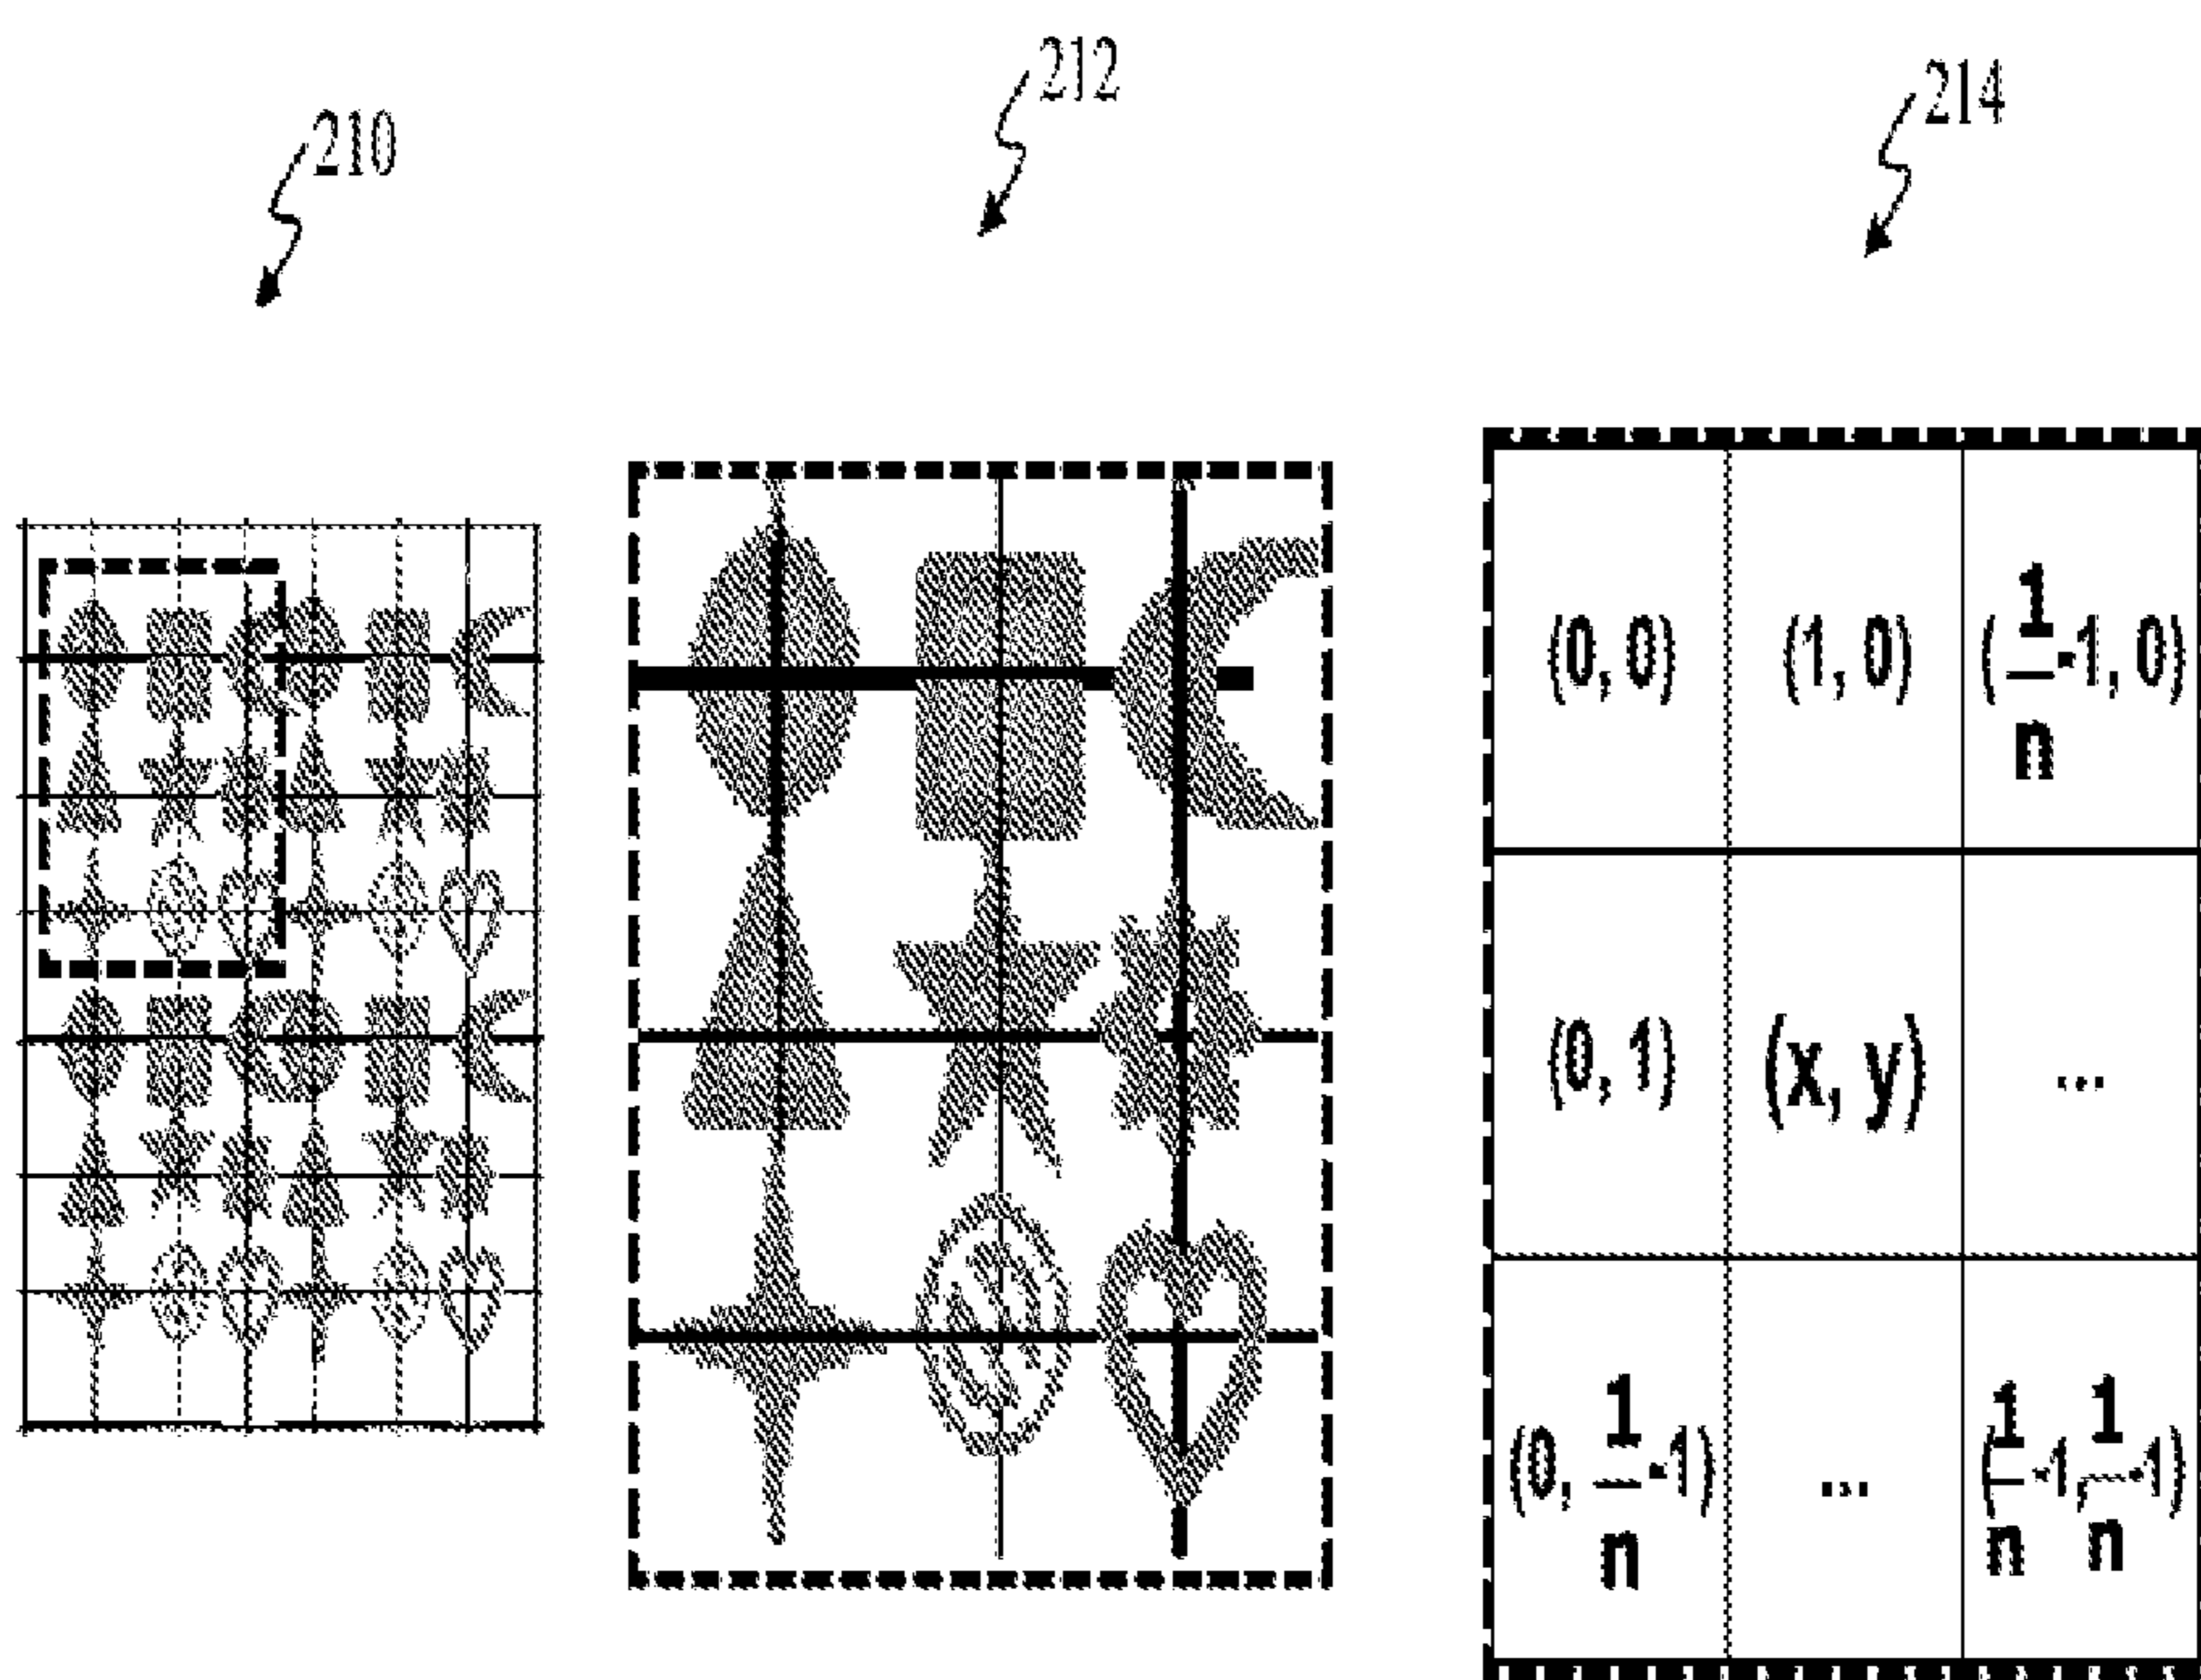 210
212
214
(0, 0) (1, 0) (1/n-1, 0)
(0, 1) (x, y) ...
(0, 1/n-1) ... (1/n-1, 1/n-1)